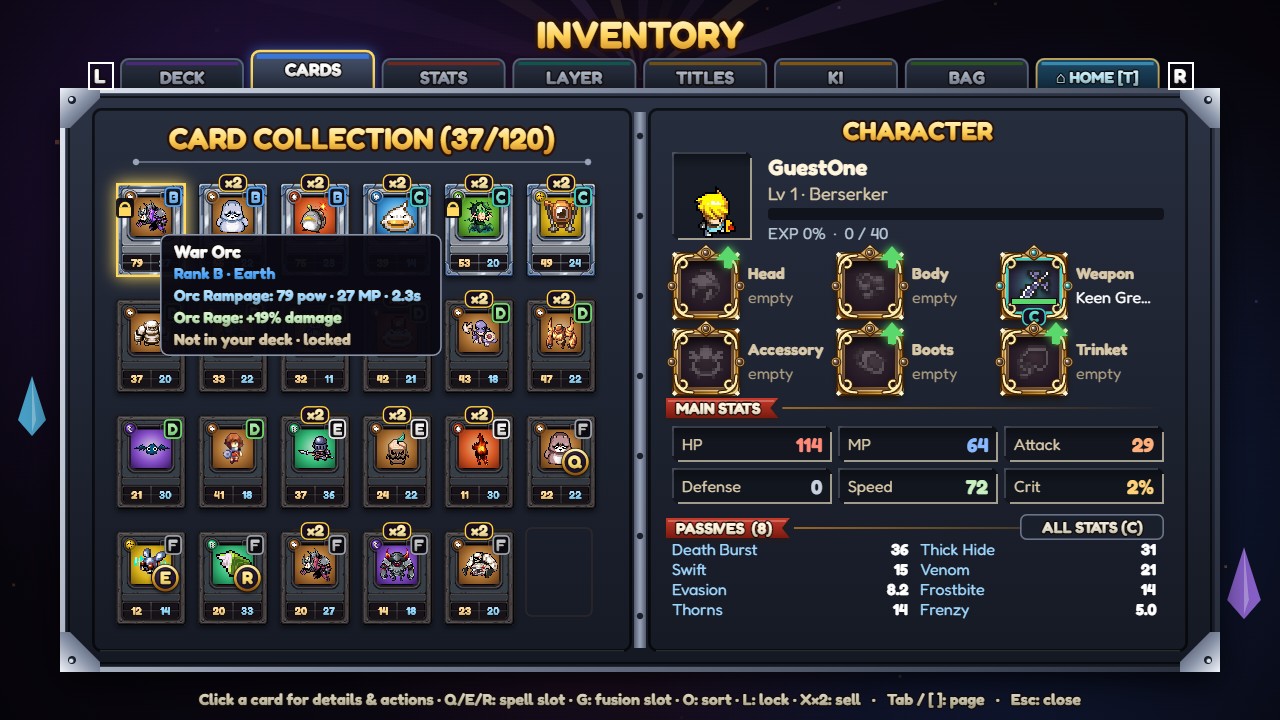 INVENTORY
L
DECK
CARDS
STATS
LAYER
TITLES
KI
BAG
⌂ HOME [T]
R
CARD COLLECTION (37/120)
B
x2 B
x2 B
x2 C
x2 C
x2 C
79
53 20
49 24
War Orc
Rank B · Earth
Orc Rampage: 79 pow · 27 MP · 2.3s
Orc Rage: +19% damage
Not in your deck · locked
x2 D
x2 D
37 20
33 22
32 11
42 21
43 18
47 22
D
D
x2 E
x2 E
x2 E
F
Q
21 30
41 18
37 36
24 22
11 30
22 22
F
E
F
R
x2 F
x2 F
x2 F
12 14
20 33
20 27
14 18
23 20
CHARACTER
GuestOne
Lv 1 · Berserker
EXP 0% · 0 / 40
Head
empty
Body
empty
Weapon
Keen Gre...
C
Accessory
empty
Boots
empty
Trinket
empty
MAIN STATS
HP 114
MP 64
Attack 29
Defense 0
Speed 72
Crit 2%
PASSIVES (8)
ALL STATS (C)
Death Burst 36 Thick Hide 31
Swift 15 Venom 21
Evasion 8.2 Frostbite 14
Thorns 14 Frenzy 5.0
Click a card for details & actions · Q/E/R: spell slot · G: fusion slot · O: sort · L: lock · Xx2: sell · Tab / [ ]: page · Esc: close